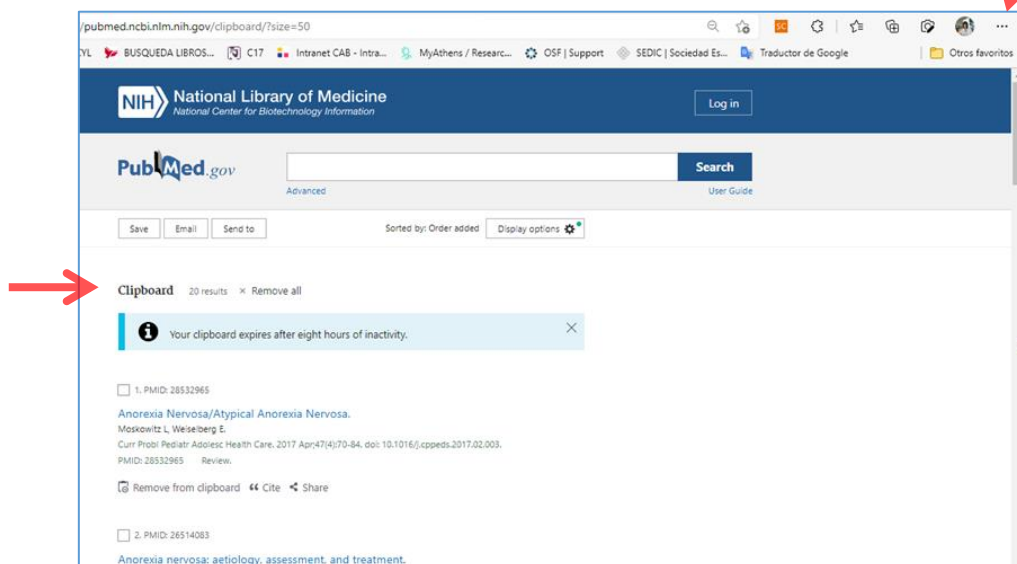 /pubmed.ncbi.nlm.nih.gov/clipboard/?size=50
YL BUSQUEDA LIBROS... C17 Intranet CAB - Intra... MyAthens / Researc... OSF | Support SEDIC | Sociedad Es... Traductor de Google Otros favoritos
NIH National Library of Medicine
National Center for Biotechnology Information
Log in
PubMed.gov
Search
Advanced
User Guide
Save Email Send to Sorted by: Order added Display options
Clipboard 20 results × Remove all
Your clipboard expires after eight hours of inactivity.
1. PMID: 28532965
Anorexia Nervosa/Atypical Anorexia Nervosa.
Moskowitz L, Weiselberg E.
Curr Probl Pediatr Adolesc Health Care. 2017 Apr;47(4):70-84. doi: 10.1016/j.cppeds.2017.02.003.
PMID: 28532965 Review.
Remove from clipboard Cite Share
2. PMID: 26514083
Anorexia nervosa: aetiology, assessment, and treatment.